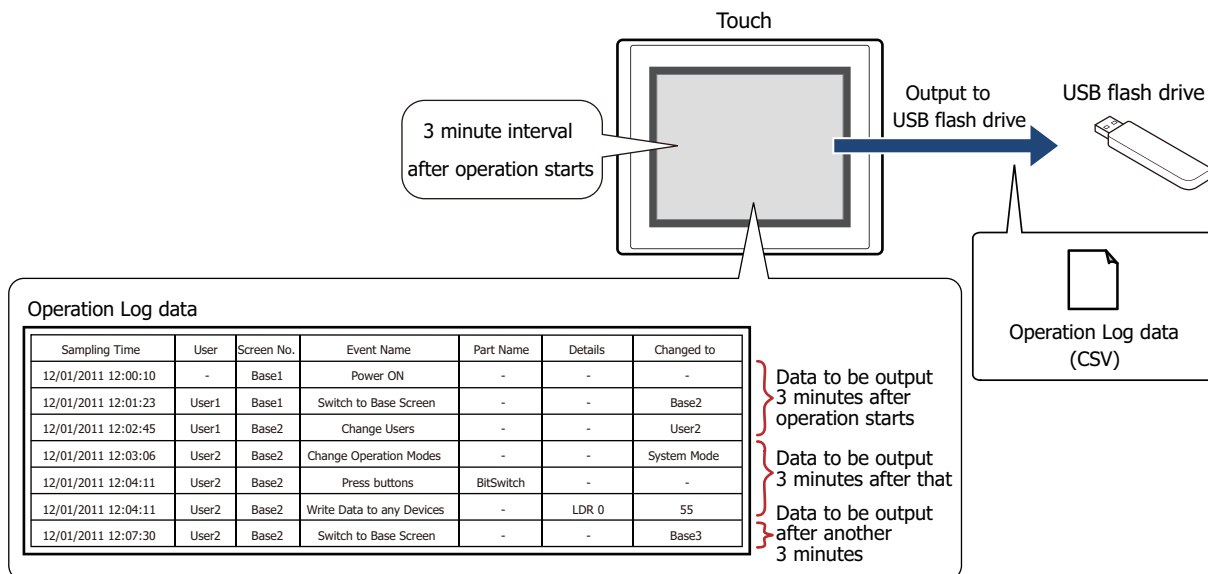 Touch
3 minute interval
after operation starts
Output to
USB flash drive
USB flash drive
Operation Log data
(CSV)
Operation Log data
Sampling Time User Screen No. Event Name Part Name Details Changed to
12/01/2011 12:00:10 - Base1 Power ON - - -
12/01/2011 12:01:23 User1 Base1 Switch to Base Screen - - Base2
12/01/2011 12:02:45 User1 Base2 Change Users - - User2
12/01/2011 12:03:06 User2 Base2 Change Operation Modes - - System Mode
12/01/2011 12:04:11 User2 Base2 Press buttons BitSwitch - -
12/01/2011 12:04:11 User2 Base2 Write Data to any Devices - LDR 0 55
12/01/2011 12:07:30 User2 Base2 Switch to Base Screen - - Base3
Data to be output
3 minutes after
operation starts
Data to be output
3 minutes after that
Data to be output
after another
3 minutes